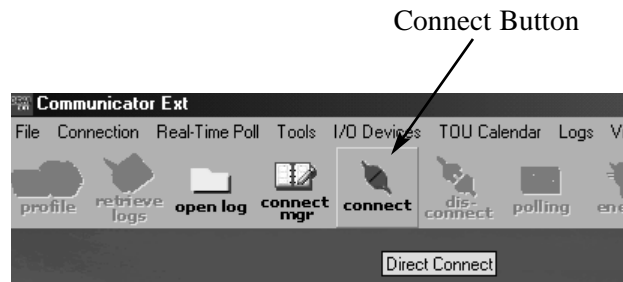 Connect Button
Communicator Ext
File Connection Real-Time Poll Tools I/O Devices TOU Calendar Logs
profile retrieve logs open log connect mgr connect dis-connect polling
Direct Connect